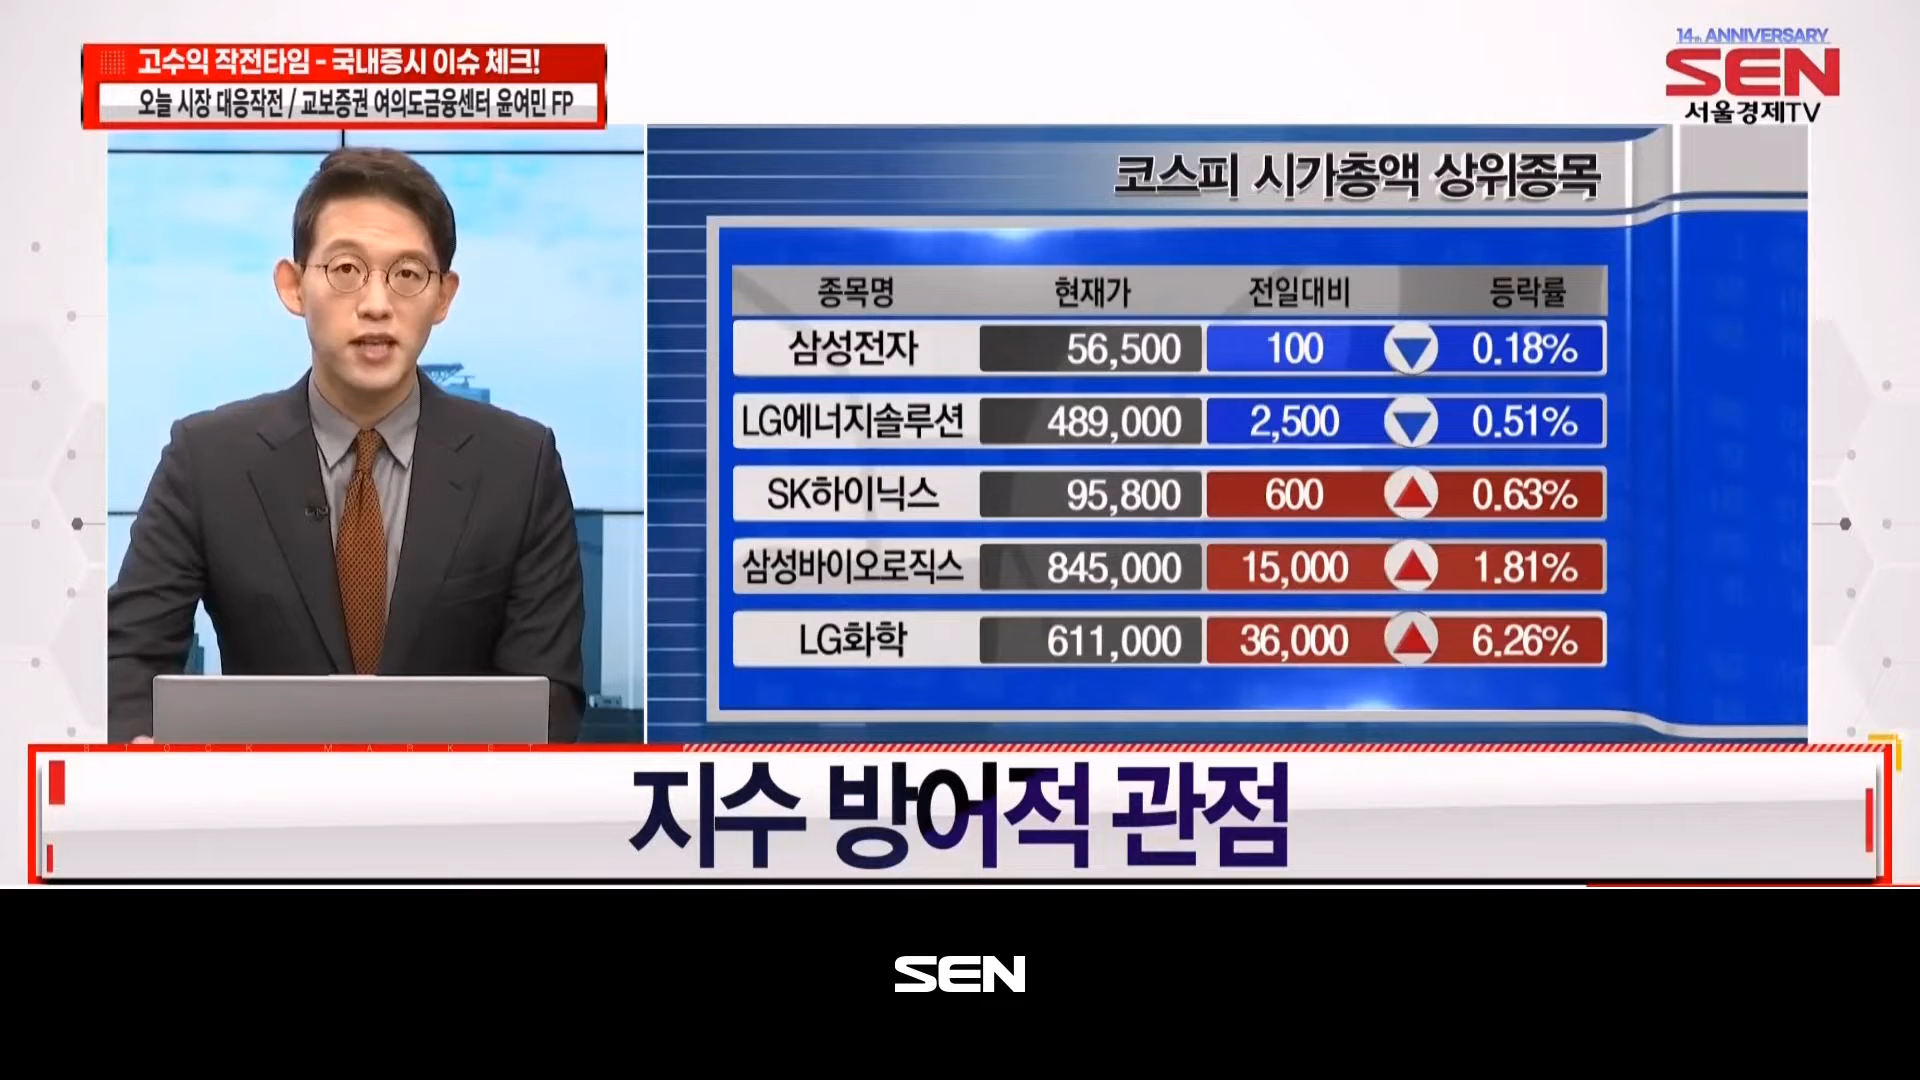 고수익 작전타임 - 국내증시 이슈 체크!
오늘 시장 대응작전 / 교보증권 여의도금융센터 윤여민 FP
14th ANNIVERSARY
SEN
서울경제TV
코스피 시가총액 상위종목
종목명 현재가 전일대비 등락률
삼성전자 56,500 100 ▼ 0.18%
LG에너지솔루션 489,000 2,500 ▼ 0.51%
SK하이닉스 95,800 600 ▲ 0.63%
삼성바이오로직스 845,000 15,000 ▲ 1.81%
LG화학 611,000 36,000 ▲ 6.26%
STOCK MARKET
지수 방어적 관점
SEN